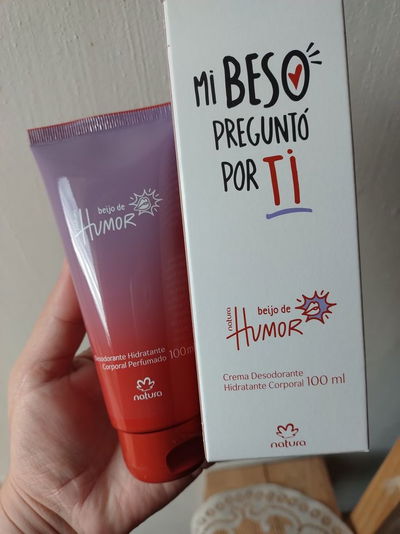 MI BESO
PREGUNTÓ
POR TI
natura
beijo de
HUMOR
Crema Desodorante
Hidratante Corporal 100 ml
natura
beijo de
HUMOR
Desodorante Hidratante
Corporal Perfumado 100 ml
natura